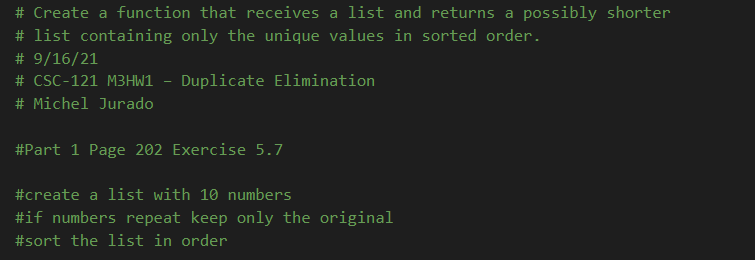 # Create a function that receives a list and returns a possibly shorter
# list containing only the unique values in sorted order.
# 9/16/21
# CSC-121 M3HW1 – Duplicate Elimination
# Michel Jurado
#Part 1 Page 202 Exercise 5.7
#create a list with 10 numbers
#if numbers repeat keep only the original
#sort the list in order